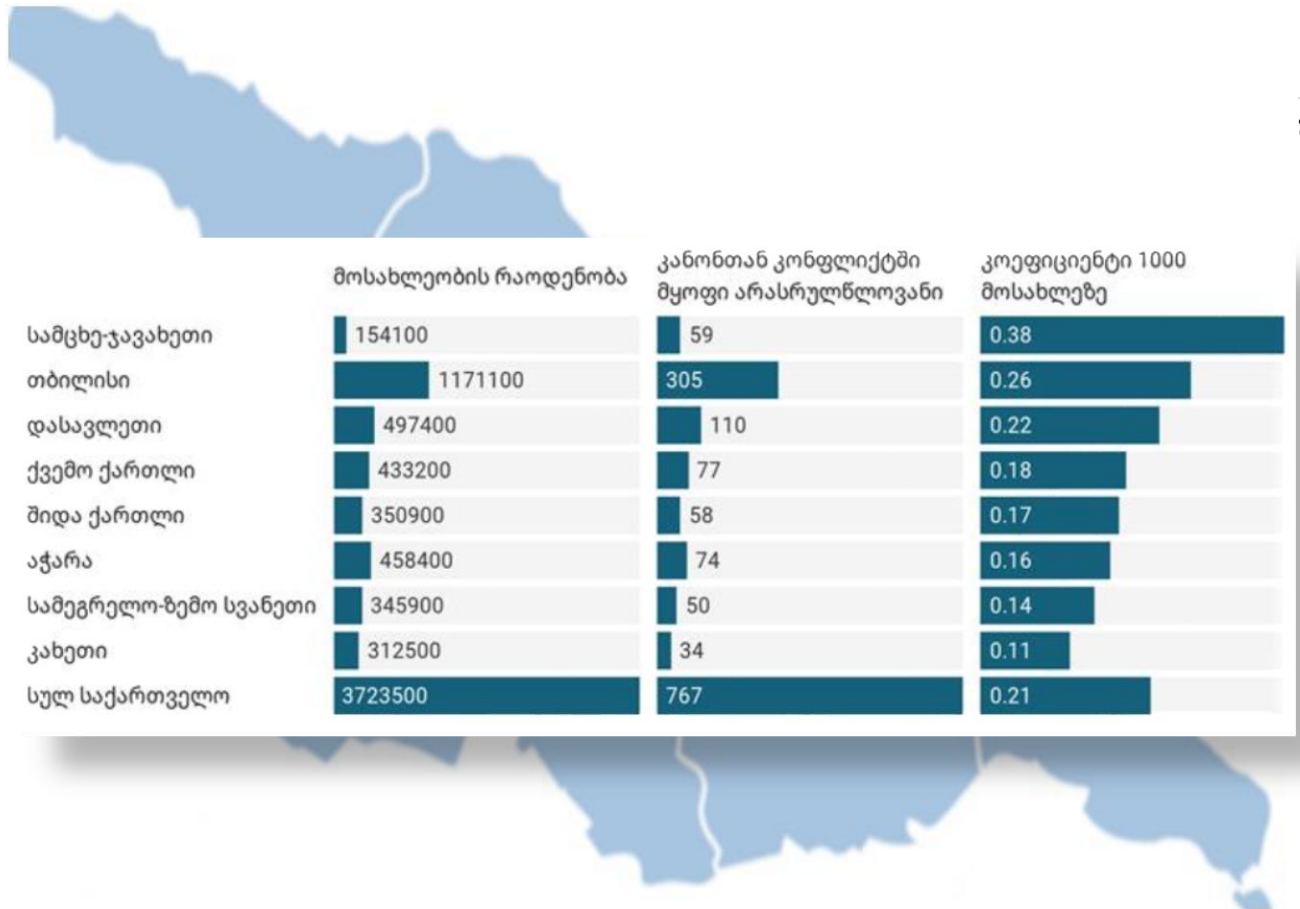 მოსახლეობის რაოდენობა
კანონთან კონფლიქტში
მყოფი არასრულწლოვანი
კოეფიციენტი 1000
მოსახლეზე
სამცხე-ჯავახეთი 154100 59 0.38
თბილისი 1171100 305 0.26
დასავლეთი 497400 110 0.22
ქვემო ქართლი 433200 77 0.18
შიდა ქართლი 350900 58 0.17
აჭარა 458400 74 0.16
სამეგრელო-ზემო სვანეთი 345900 50 0.14
კახეთი 312500 34 0.11
სულ საქართველო 3723500 767 0.21